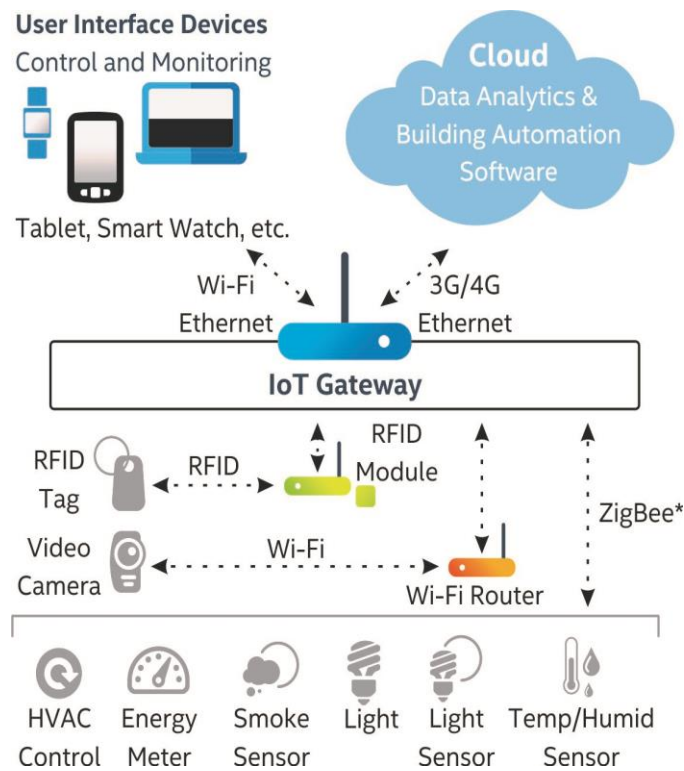 User Interface Devices
Control and Monitoring
Tablet, Smart Watch, etc.
Cloud
Data Analytics &
Building Automation
Software
Wi-Fi
Ethernet
3G/4G
Ethernet
IoT Gateway
RFID
Tag
RFID
RFID
Module
ZigBee*
Video
Camera
Wi-Fi
Wi-Fi Router
HVAC
Control
Energy
Meter
Smoke
Sensor
Light
Light
Sensor
Temp/Humid
Sensor